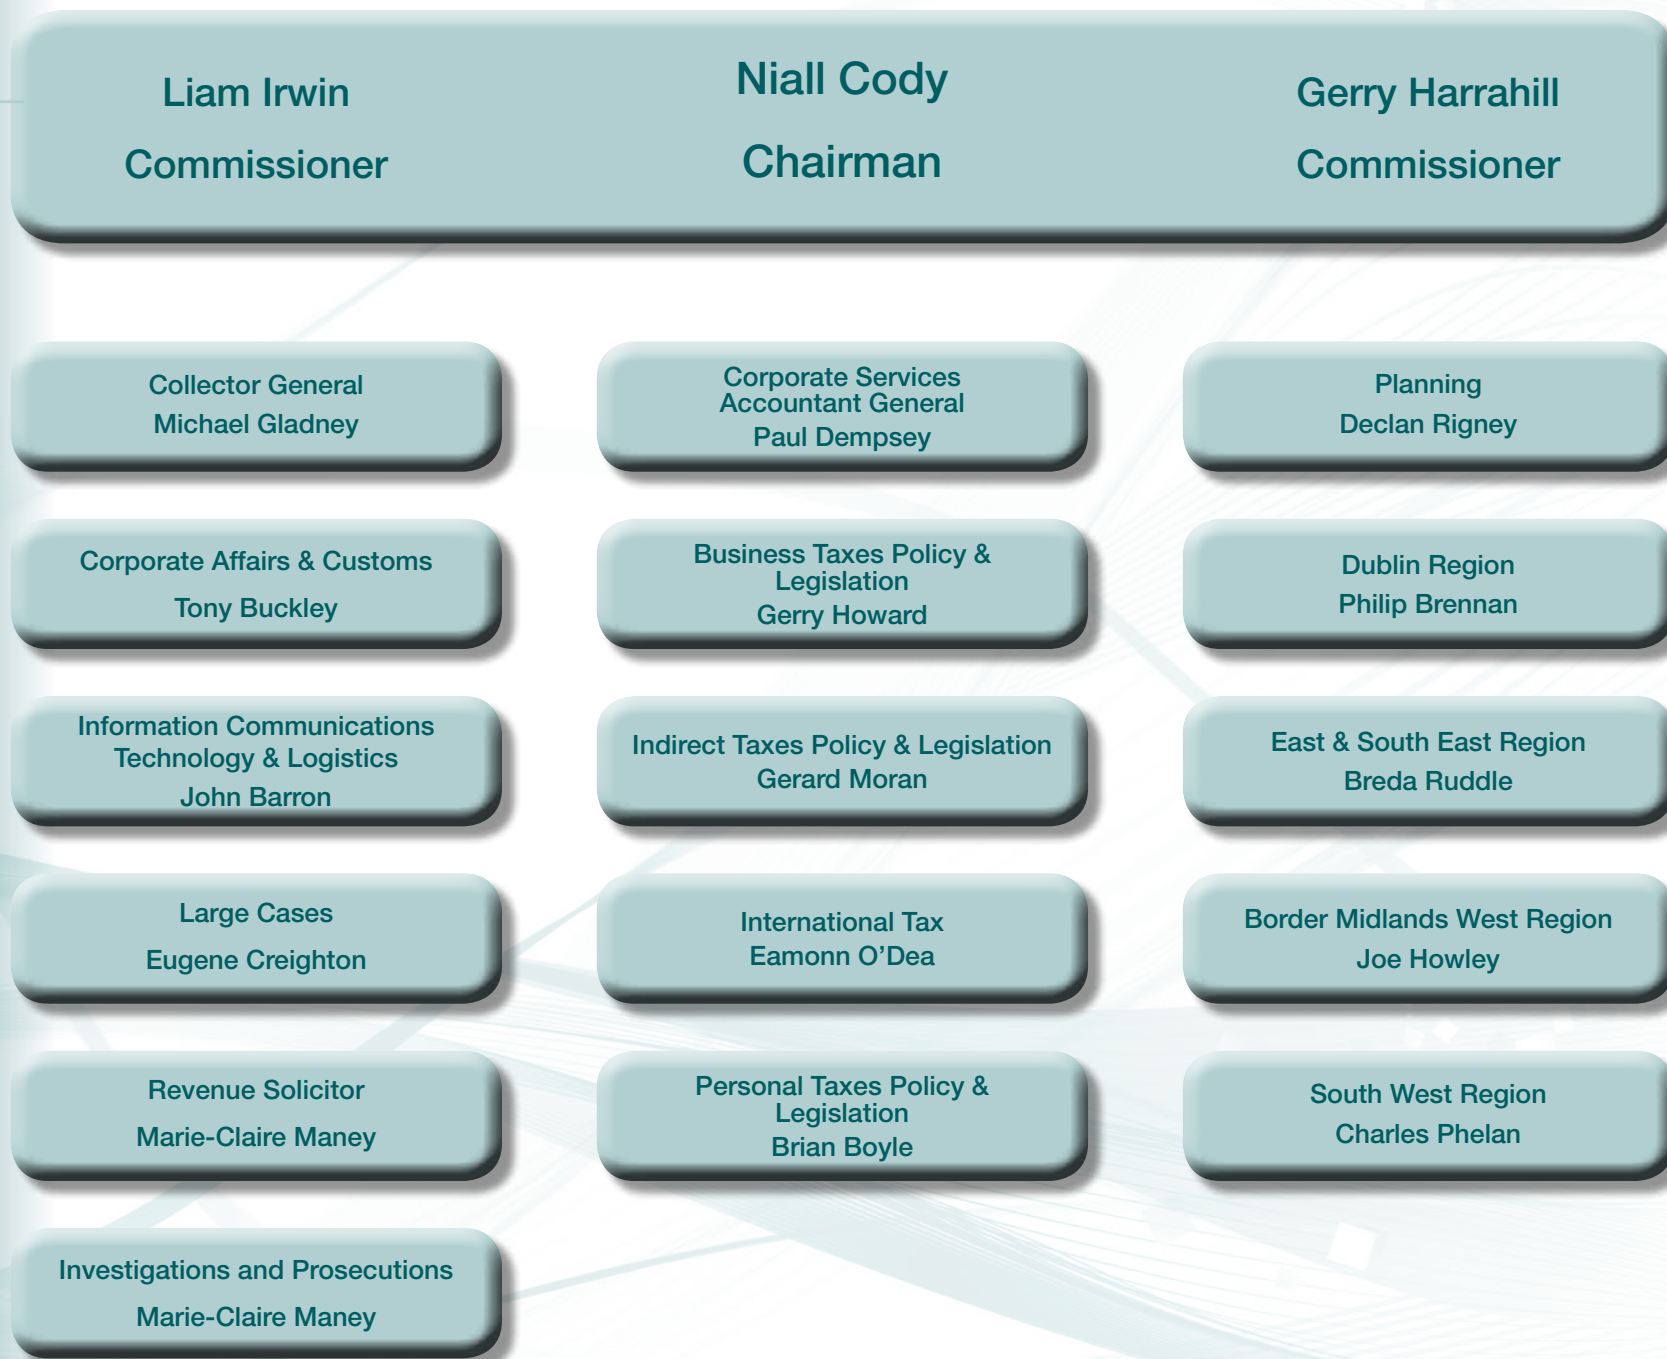 Liam Irwin
Commissioner
Niall Cody
Chairman
Gerry Harrahill
Commissioner
Collector General
Michael Gladney
Corporate Affairs & Customs
Tony Buckley
Information Communications
Technology & Logistics
John Barron
Large Cases
Eugene Creighton
Revenue Solicitor
Marie-Claire Maney
Investigations and Prosecutions
Marie-Claire Maney
Corporate Services
Accountant General
Paul Dempsey
Business Taxes Policy &
Legislation
Gerry Howard
Indirect Taxes Policy & Legislation
Gerard Moran
International Tax
Eamonn O’Dea
Personal Taxes Policy &
Legislation
Brian Boyle
Planning
Declan Rigney
Dublin Region
Philip Brennan
East & South East Region
Breda Ruddle
Border Midlands West Region
Joe Howley
South West Region
Charles Phelan